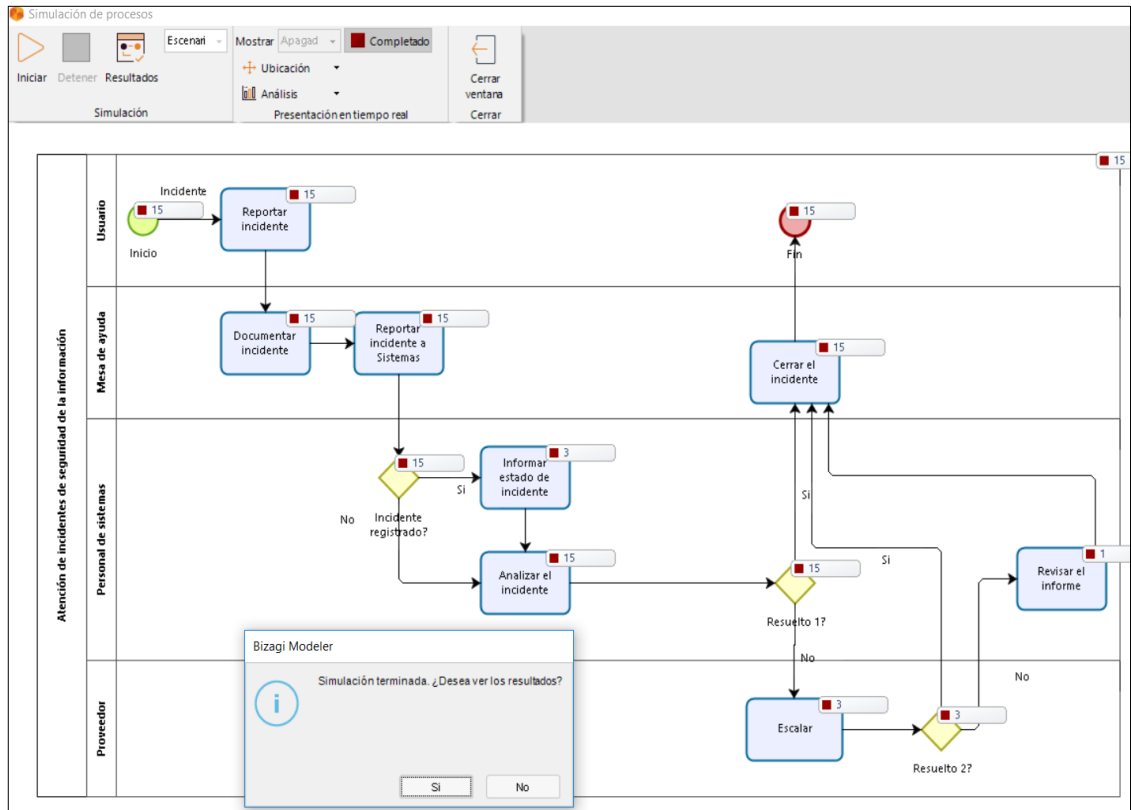 Simulación de procesos
Escenari
Mostrar Apagad
Completado
Ubicación
Análisis
Iniciar Detener Resultados
Cerrar
ventana
Simulación
Presentación en tiempo real
Cerrar
Atención de incidentes de seguridad de la información
Usuario
15
Incidente
15
Inicio
Reportar
incidente
15
15
Fin
Mesa de ayuda
Documentar
incidente
15
Reportar
incidente a
Sistemas
15
Cerrar el
incidente
15
Personal de sistemas
15
Incidente
registrado?
Si
No
Informar
estado de
incidente
3
Analizar el
incidente
15
15
Resuelto 1?
Si
Si
No
Revisar el
informe
1
No
Proveedor
Escalar
3
3
Resuelto 2?
Bizagi Modeler
Simulación terminada. ¿Desea ver los resultados?
Si
No